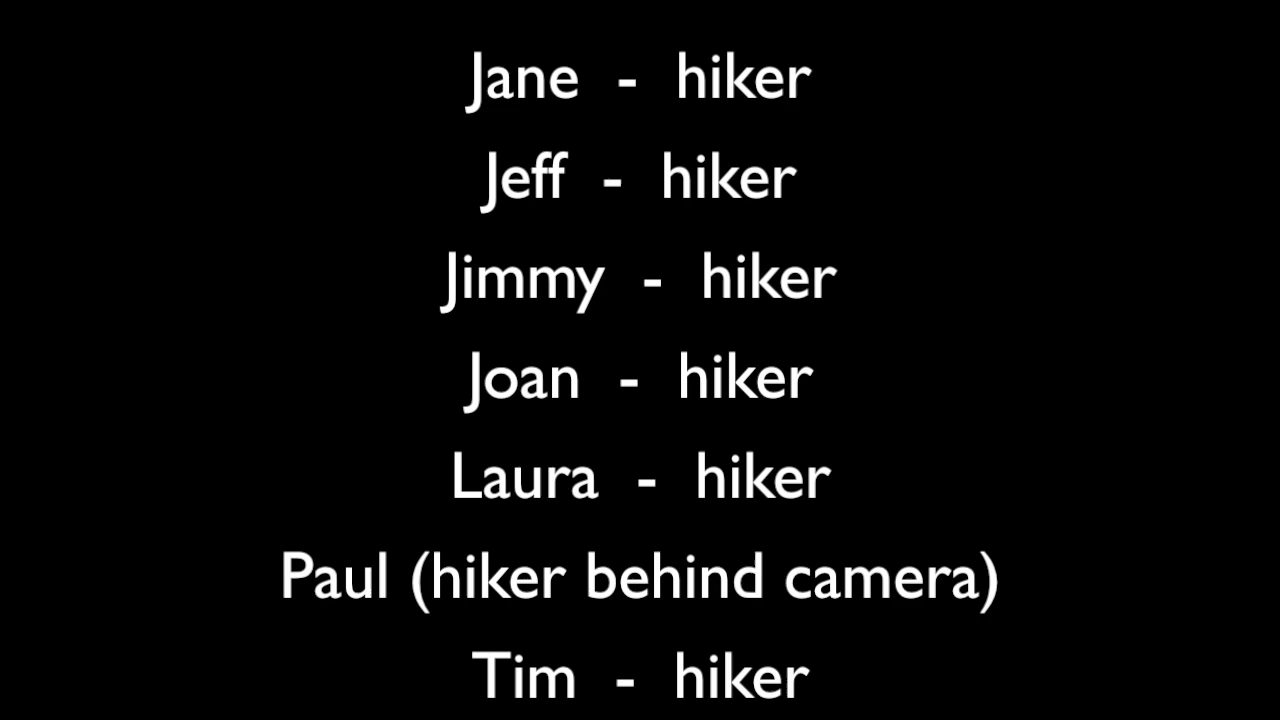 Jane - hiker
Jeff - hiker
Jimmy - hiker
Joan - hiker
Laura - hiker
Paul (hiker behind camera)
Tim - hiker